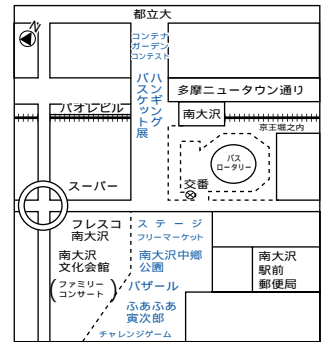 都立大
N
コンテナ
ガーデン
コンテスト
ハンギング
バスケット展
多摩ニュータウン通り
パオレビル
南大沢
京王堀之内
バス
ロータリー
交番
スーパー
フレスコ
南大沢
ステージ
フリーマーケット
南大沢
文化会館
南大沢中郷
公園
南大沢
駅前
郵便局
(ファミリー
コンサート)
バザール
ふあふあ
寅次郎
チャレンジゲーム